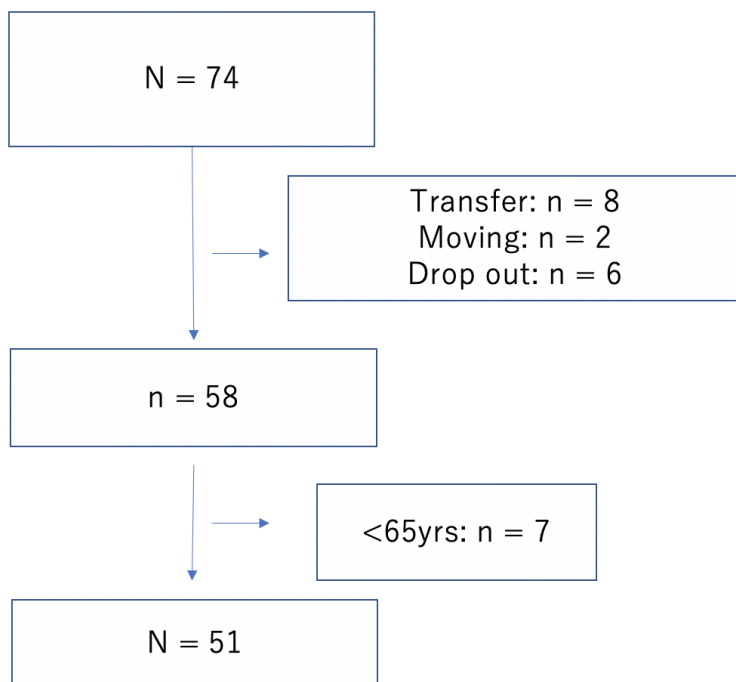 N = 74
Transfer: n = 8
Moving: n = 2
Drop out: n = 6
n = 58
<65yrs: n = 7
N = 51